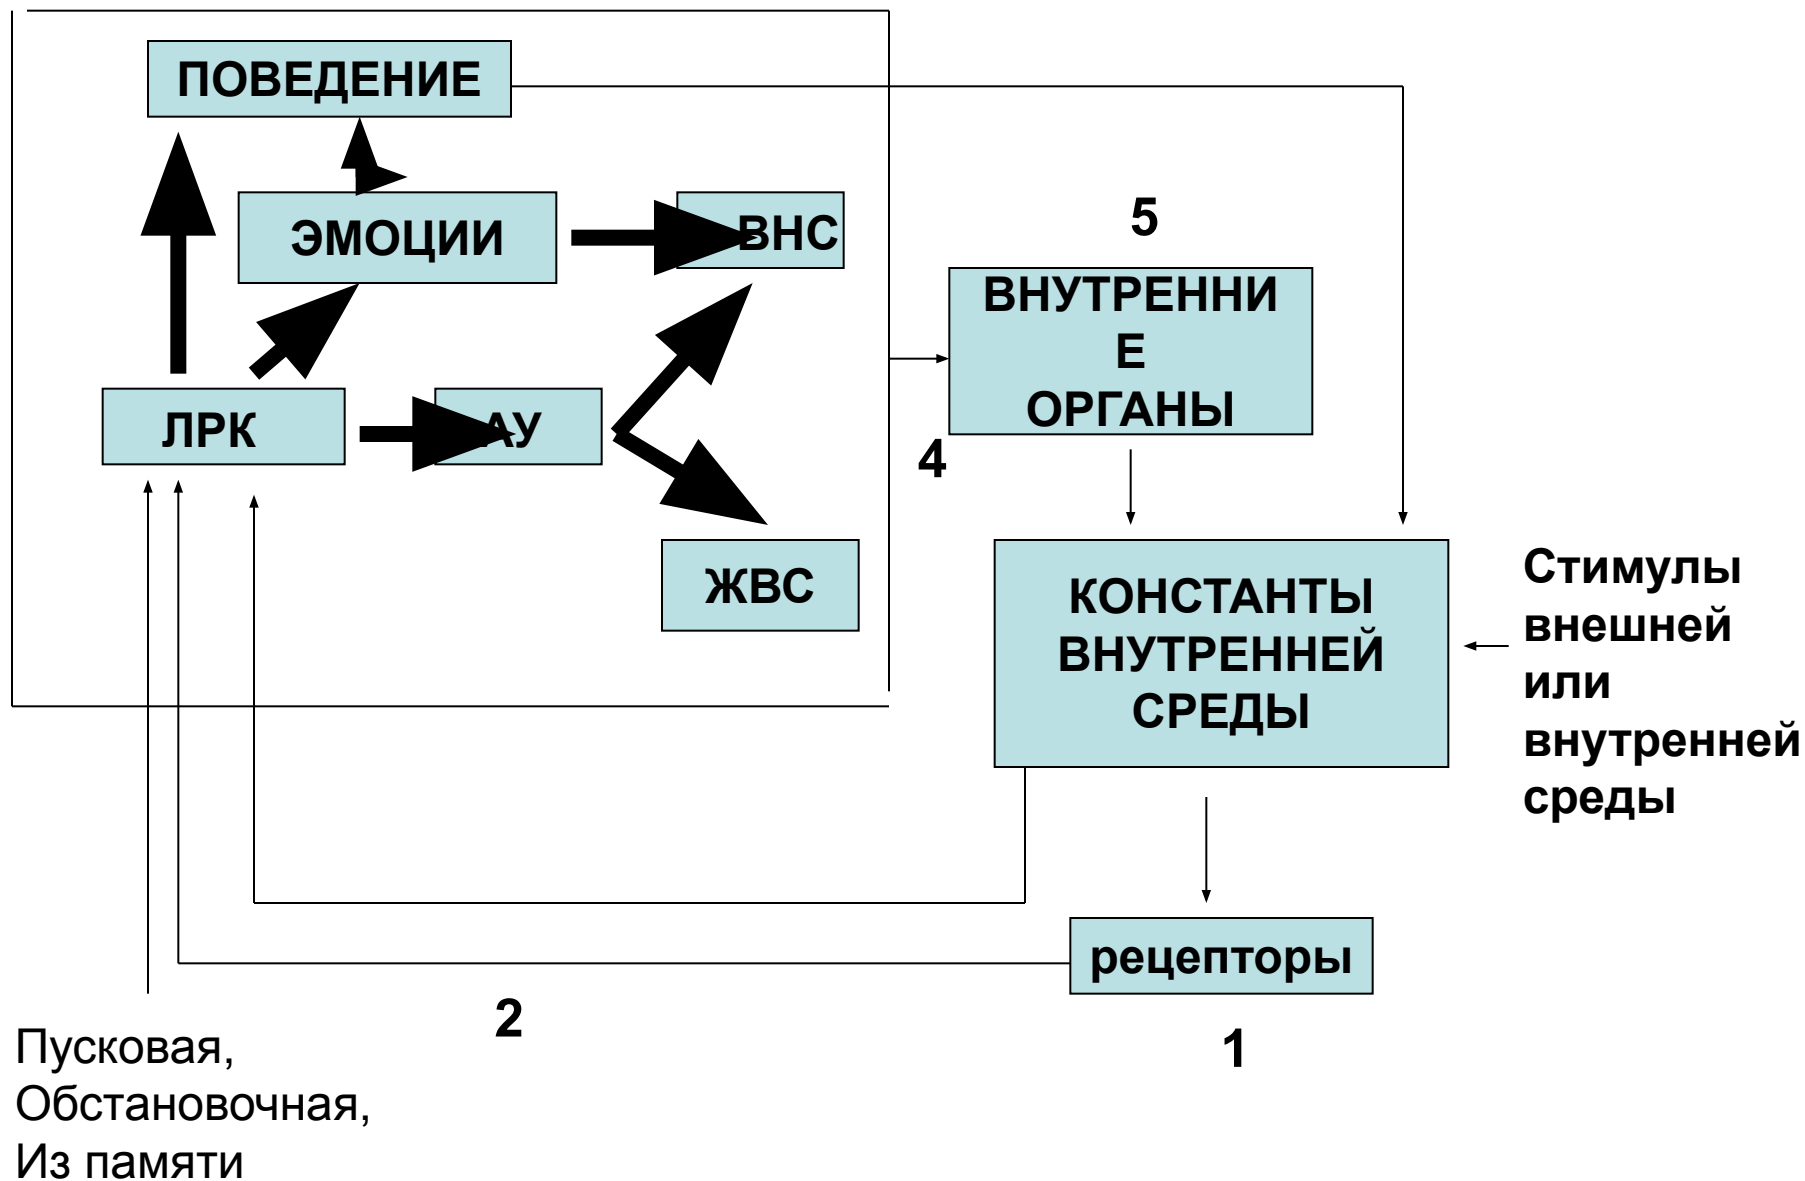 ПОВЕДЕНИЕ
ЭМОЦИИ
ВНС
5
ВНУТРЕННИ
Е
ОРГАНЫ
ЛРК
АУ
4
ЖВС
КОНСТАНТЫ
ВНУТРЕННЕЙ
СРЕДЫ
Стимулы
внешней
или
внутренней
среды
рецепторы
2
1
Пусковая,
Обстановочная,
Из памяти